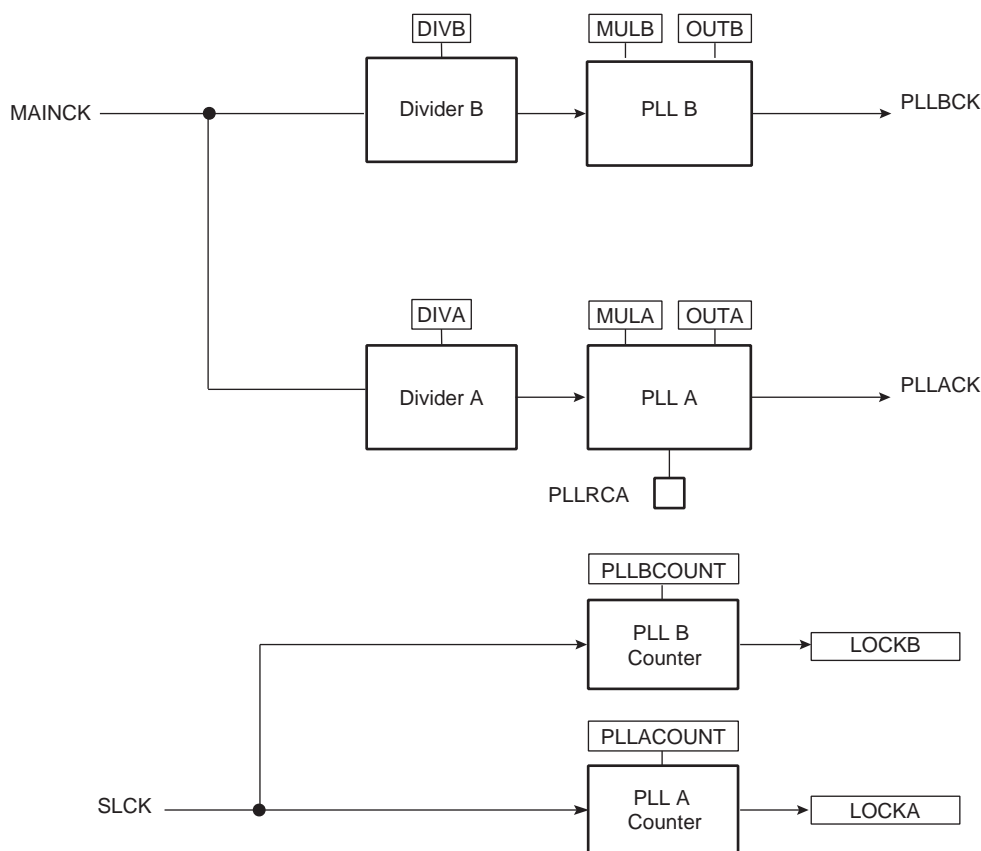 DIVB
MULB
OUTB
MAINCK
Divider B
PLL B
PLLBCK
DIVA
MULA
OUTA
Divider A
PLL A
PLLACK
PLLRCA
PLLBCOUNT
PLL B
Counter
LOCKB
PLLACOUNT
SLCK
PLL A
Counter
LOCKA